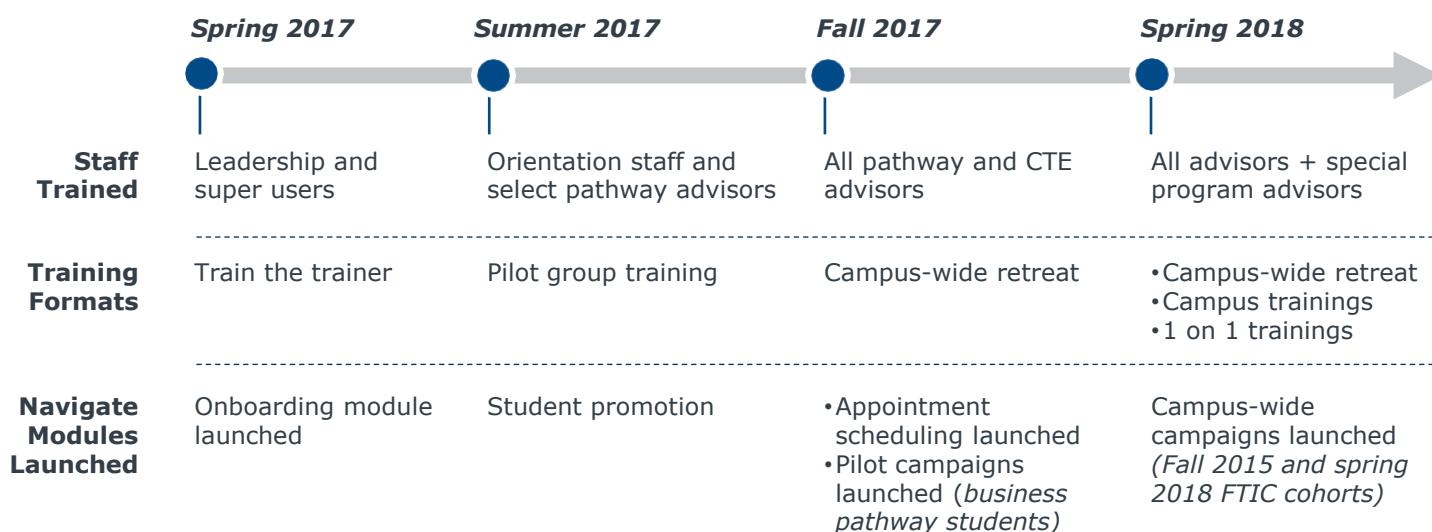 Spring 2017
Summer 2017
Fall 2017
Spring 2018
Staff
Trained
Leadership and
super users
Orientation staff and
select pathway advisors
All pathway and CTE
advisors
All advisors + special
program advisors
Training
Formats
Train the trainer
Pilot group training
Campus-wide retreat
•Campus-wide retreat
•Campus trainings
•1 on 1 trainings
Navigate
Modules
Launched
Onboarding module
launched
Student promotion
•Appointment
scheduling launched
•Pilot campaigns
launched (business
pathway students)
Campus-wide
campaigns launched
(Fall 2015 and spring
2018 FTIC cohorts)